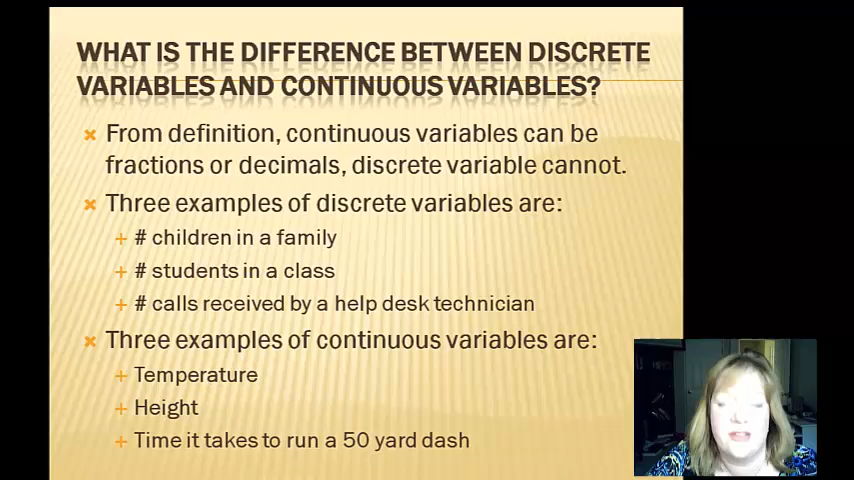 WHAT IS THE DIFFERENCE BETWEEN DISCRETE
VARIABLES AND CONTINUOUS VARIABLES?
From definition, continuous variables can be
fractions or decimals, discrete variable cannot.
Three examples of discrete variables are:
# children in a family
# students in a class
# calls received by a help desk technician
Three examples of continuous variables are:
Temperature
Height
Time it takes to run a 50 yard dash